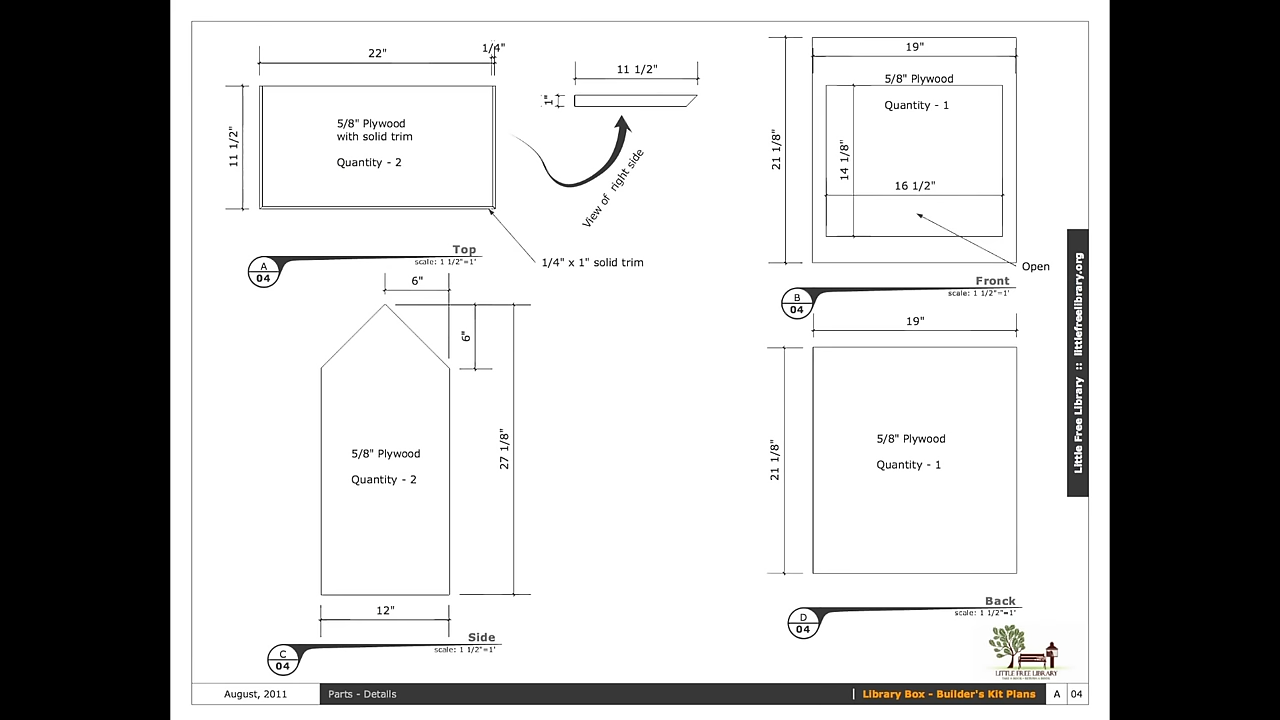 22"
1/4"
11 1/2"
5/8" Plywood
with solid trim
Quantity - 2
11 1/2"
1"
View of right side
1/4" x 1" solid trim
Top
scale: 1 1/2"=1'
A
04
19"
5/8" Plywood
Quantity - 1
21 1/8"
14 1/8"
16 1/2"
Open
Front
scale: 1 1/2"=1'
B
04
6"
6"
27 1/8"
5/8" Plywood
Quantity - 2
12"
Side
scale: 1 1/2"=1'
C
04
19"
21 1/8"
5/8" Plywood
Quantity - 1
Back
scale: 1 1/2"=1'
D
04
Little Free Library :: littlefreelibrary.org
LITTLE FREE LIBRARY
August, 2011
Parts - Details
| Library Box - Builder's Kit Plans
A
04